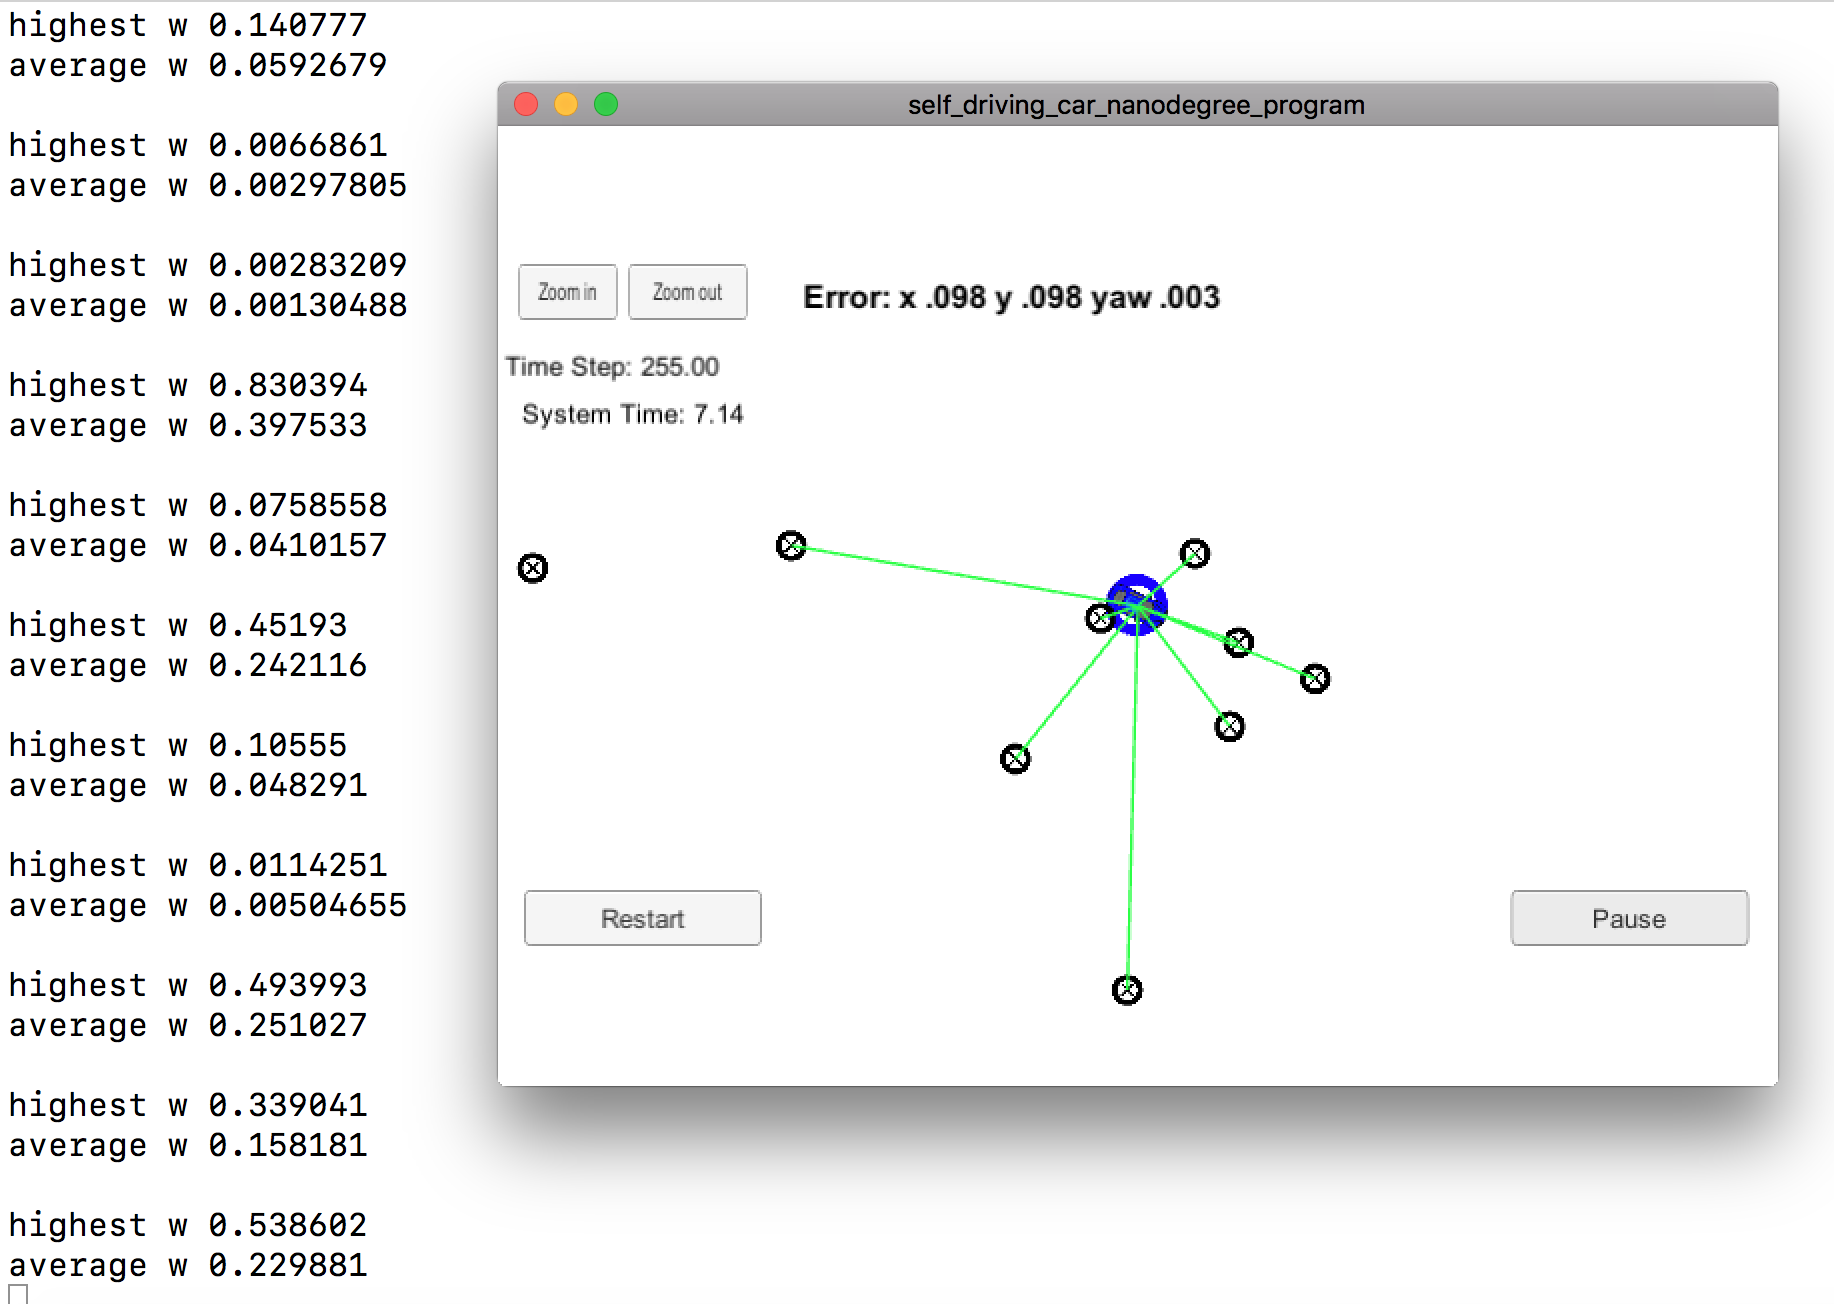 highest w 0.140777
average w 0.0592679
highest w 0.0066861
average w 0.00297805
highest w 0.00283209
average w 0.00130488
highest w 0.830394
average w 0.397533
highest w 0.0758558
average w 0.0410157
highest w 0.45193
average w 0.242116
highest w 0.10555
average w 0.048291
highest w 0.0114251
average w 0.00504655
highest w 0.493993
average w 0.251027
highest w 0.339041
average w 0.158181
highest w 0.538602
average w 0.229881
self_driving_car_nanodegree_program
Zoom in Zoom out
Error: x .098 y .098 yaw .003
Time Step: 255.00
System Time: 7.14
Restart
Pause